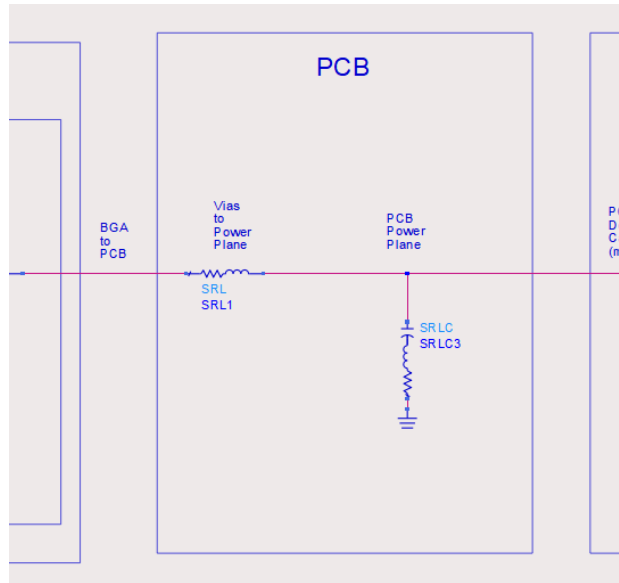 PCB
BGA
to
PCB
Vias
to
Power
Plane
PCB
Power
Plane
SRL
SRL1
SRLC
SRLC3